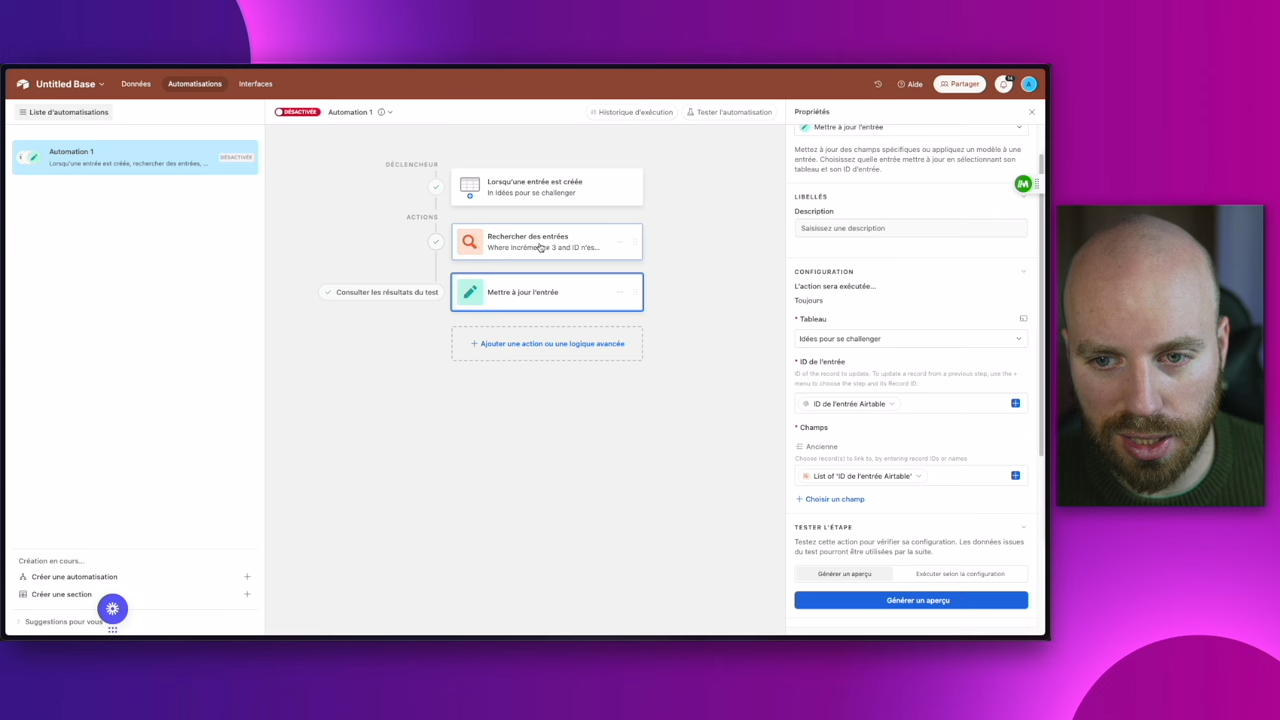 Untitled Base
Données
Automatisations
Interfaces
Aide
Partager
14
A
Liste d'automatisations
DÉSACTIVÉE
Automation 1
Historique d'exécution
Tester l'automatisation
Propriétés
Automation 1
Lorsqu'une entrée est créée, rechercher des entrées, ...
DÉSACTIVÉE
DÉCLENCHEUR
Lorsqu'une entrée est créée
In Idées pour se challenger
ACTIONS
Rechercher des entrées
3 and ID n'es...
Consulter les résultats du test
Mettre à jour l'entrée
Ajouter une action ou une logique avancée
Mettre à jour l'entrée
Mettez à jour des champs spécifiques ou appliquez un modèle à une
entrée. Choisissez quelle entrée mettre à jour en sélectionnant son
tableau et son ID d'entrée.
LIBELLÉS
Description
Saisissez une description
CONFIGURATION
L'action sera exécutée...
Toujours
* Tableau
Idées pour se challenger
* ID de l'entrée
ID of the record to update. To update a record from a previous step, use the +
menu to choose the step and its Record ID.
ID de l'entrée Airtable
* Champs
Ancienne
Choose record(s) to link to, by entering record IDs or names
List of 'ID de l'entrée Airtable'
+ Choisir un champ
TESTER L'ÉTAPE
Testez cette action pour vérifier sa configuration. Les données issues
du test pourront être utilisées par la suite.
Générer un aperçu
Exécuter selon la configuration
Générer un aperçu
Création en cours...
Créer une automatisation
Créer une section
Suggestions pour vous